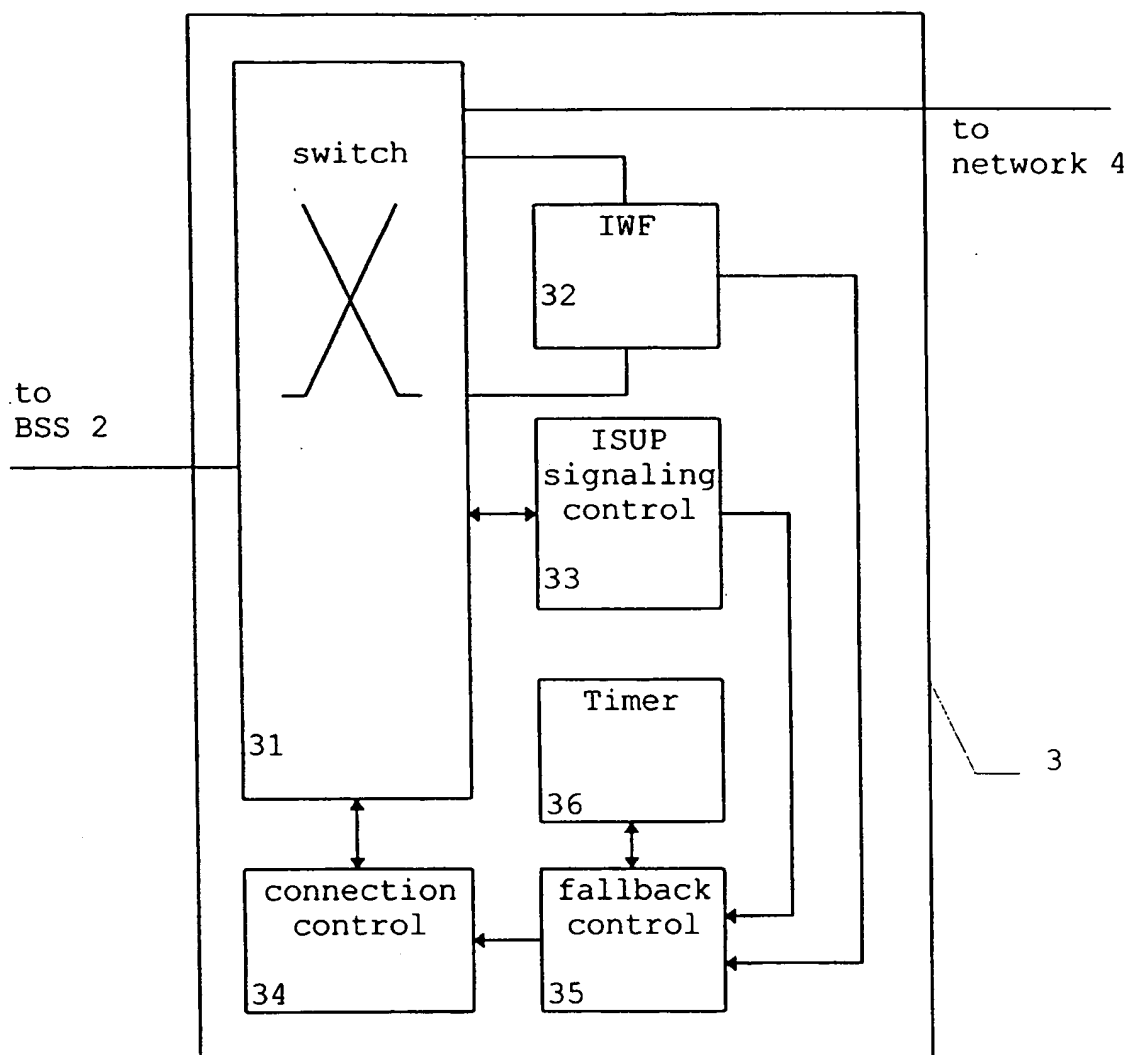 to
network 4
switch
IWF
32
to
BSS 2
ISUP
signaling
control
33
Timer
31
36
3
connection
control
34
fallback
control
35